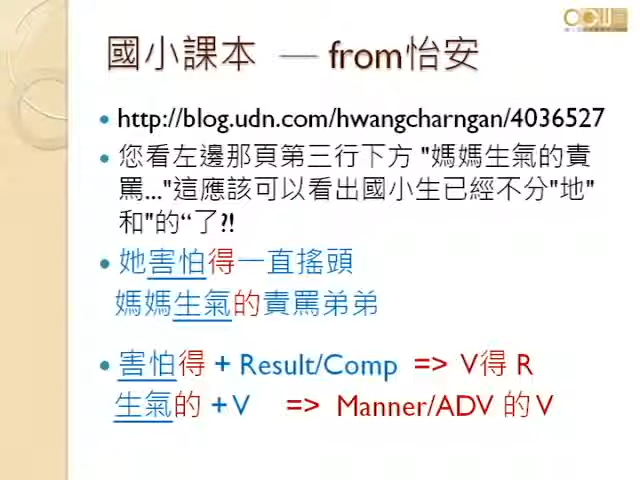 國小課本 — from怡安
• http://blog.udn.com/hwangcharngan/4036527
• 您看左邊那頁第三行下方 "媽媽生氣的責
罵..."這應該可以看出國小生已經不分"地"
和"的“了?!
• 她害怕得一直搖頭
媽媽生氣的責罵弟弟
• 害怕得 + Result/Comp => V得 R
生氣的 + V => Manner/ADV 的 V